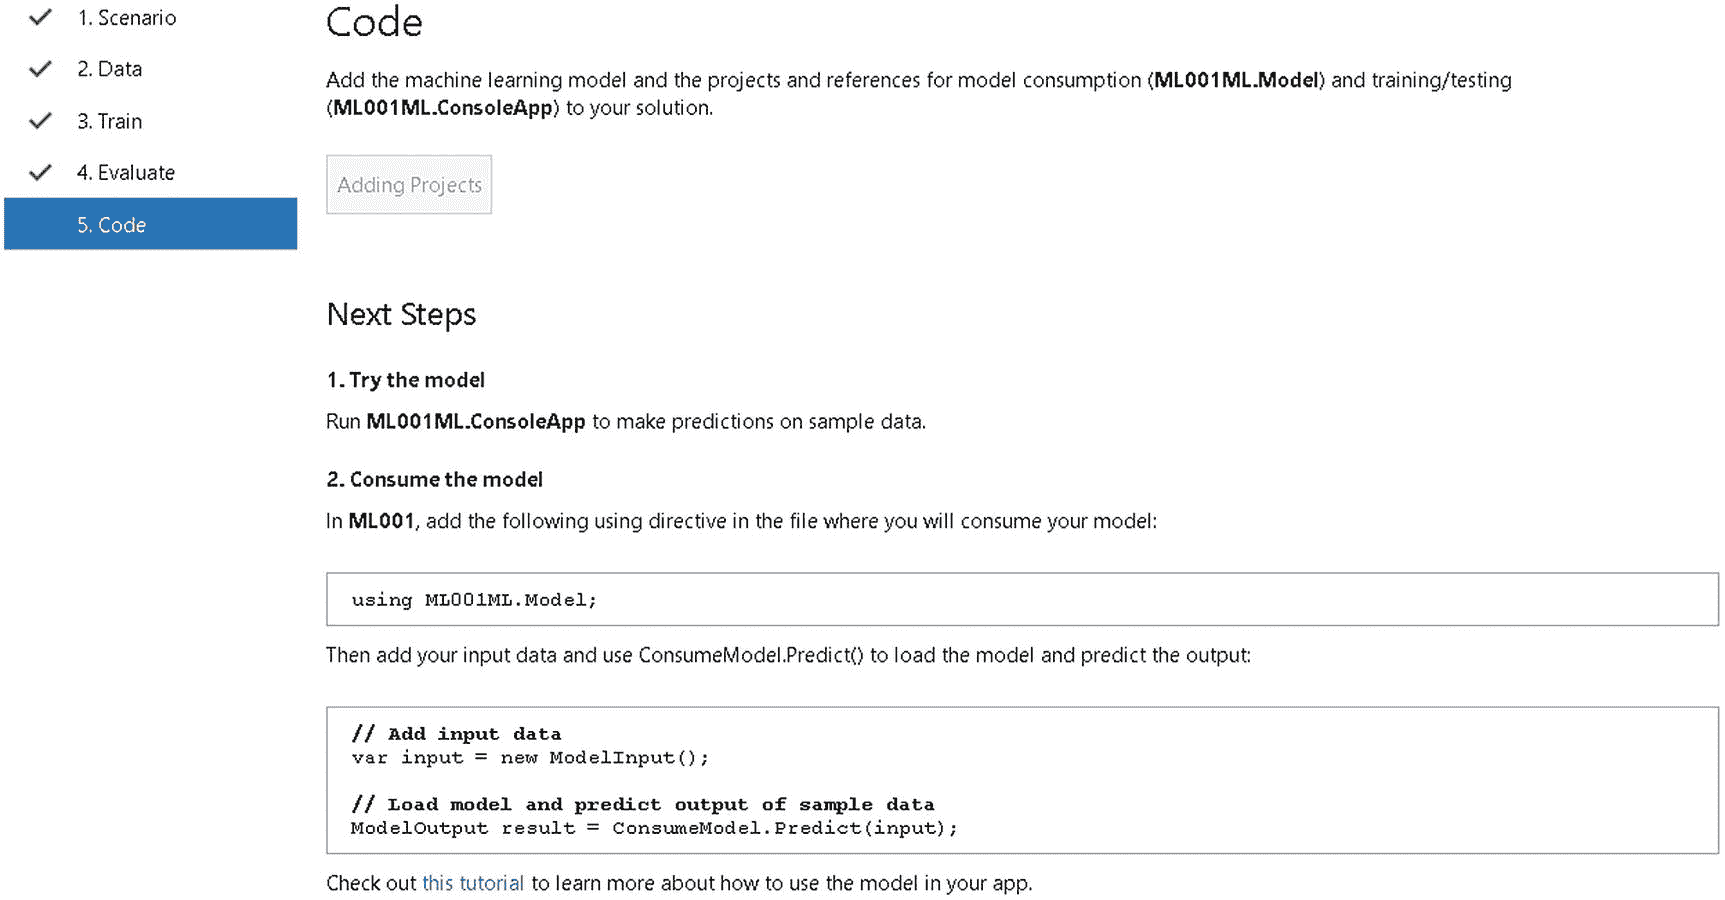 1. Scenario
2. Data
3. Train
4. Evaluate
5. Code
Code
Add the machine learning model and the projects and references for model consumption (ML001ML.Model) and training/testing
(ML001ML.ConsoleApp) to your solution.
Adding Projects
Next Steps
1. Try the model
Run ML001ML.ConsoleApp to make predictions on sample data.
2. Consume the model
In ML001, add the following using directive in the file where you will consume your model:
using ML001ML.Model;
Then add your input data and use ConsumeModel.Predict() to load the model and predict the output:
// Add input data
var input = new ModelInput();
// Load model and predict output of sample data
ModelOutput result = ConsumeModel.Predict(input);
Check out this tutorial to learn more about how to use the model in your app.